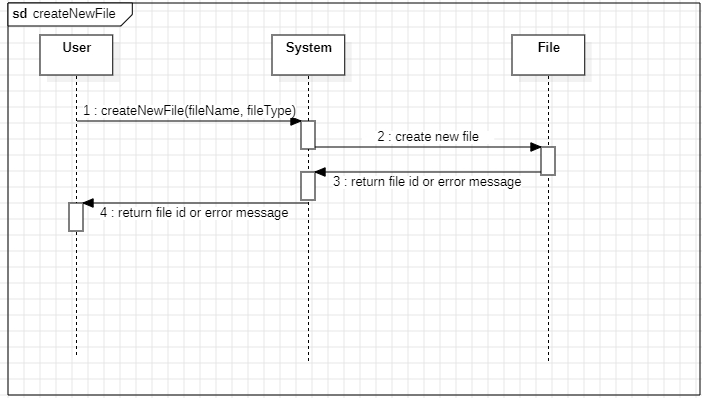 sd createNewFile
User
System
File
1 : createNewFile(fileName, fileType)
2 : create new file
3 : return file id or error message
4 : return file id or error message